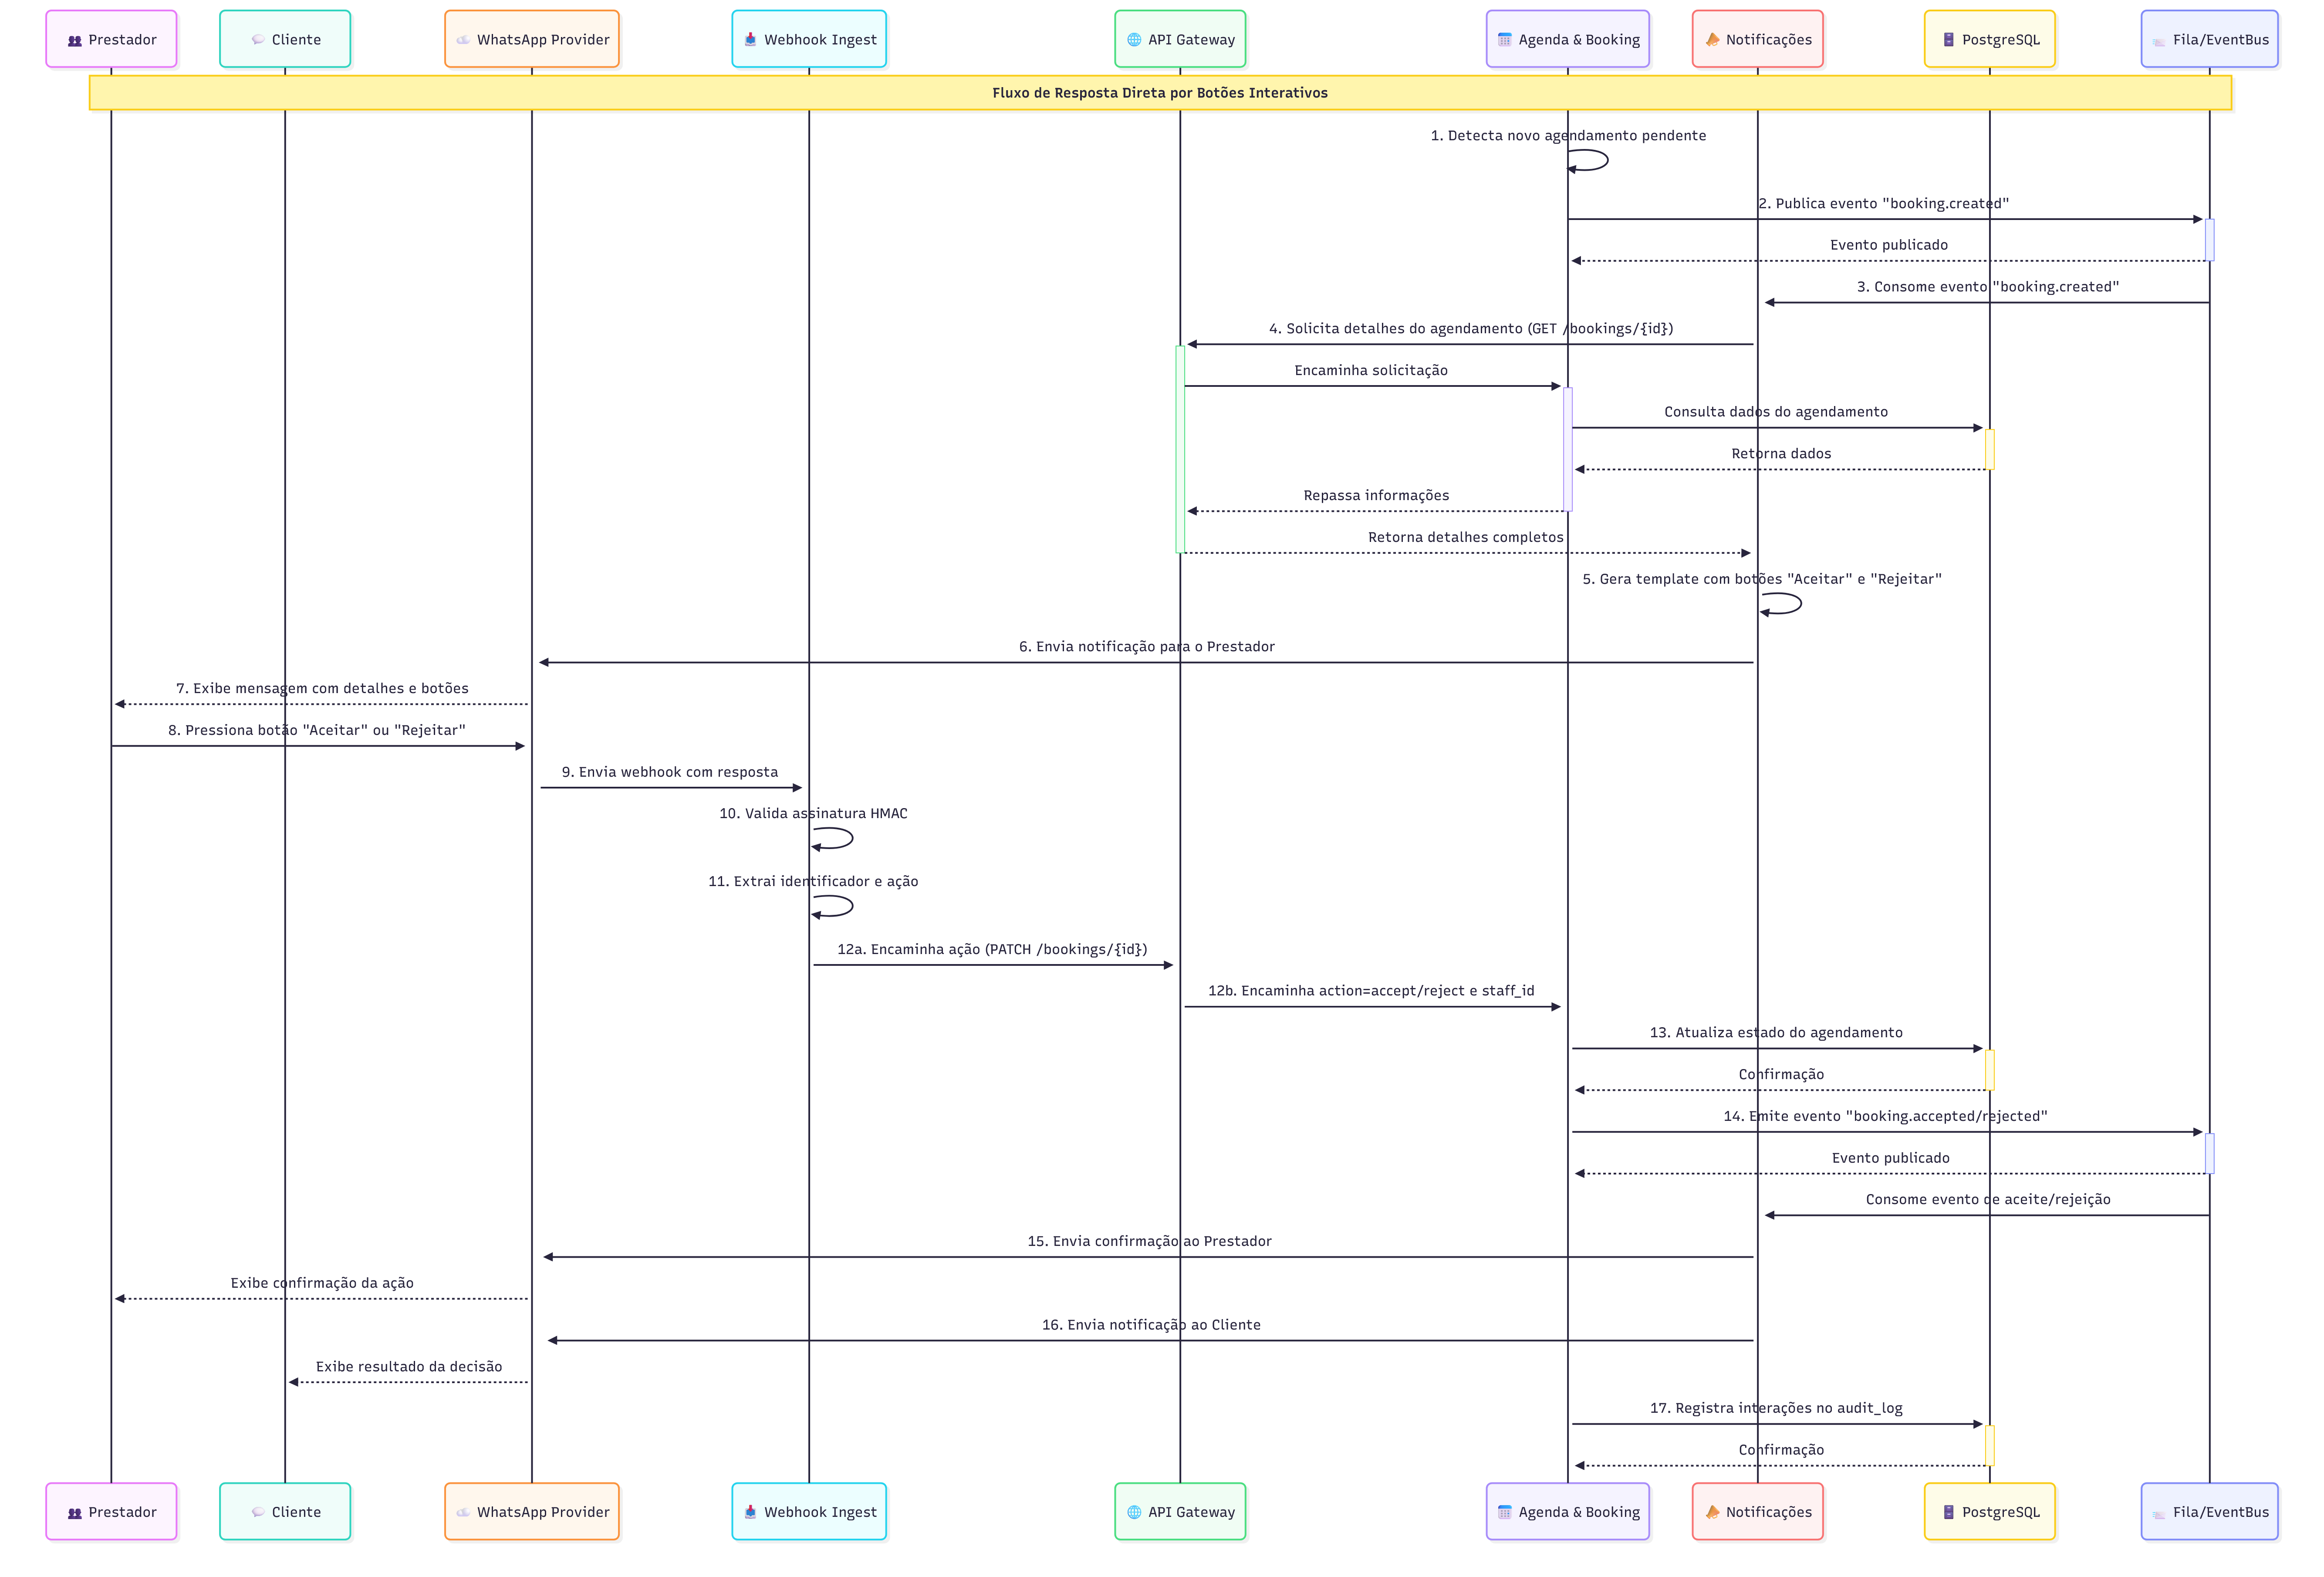 Prestador
Cliente
WhatsApp Provider
Webhook Ingest
API Gateway
Agenda & Booking
Notificações
PostgreSQL
Fila/EventBus
Fluxo de Resposta Direta por Botões Interativos
1. Detecta novo agendamento pendente
2. Publica evento "booking.created"
Evento publicado
3. Consome evento "booking.created"
4. Solicita detalhes do agendamento (GET /bookings/{id})
Encaminha solicitação
Consulta dados do agendamento
Retorna dados
Repassa informações
Retorna detalhes completos
5. Gera template com botões "Aceitar" e "Rejeitar"
6. Envia notificação para o Prestador
7. Exibe mensagem com detalhes e botões
8. Pressiona botão "Aceitar" ou "Rejeitar"
9. Envia webhook com resposta
10. Valida assinatura HMAC
11. Extrai identificador e ação
12a. Encaminha ação (PATCH /bookings/{id})
12b. Encaminha action=accept/reject e staff_id
13. Atualiza estado do agendamento
Confirmação
14. Emite evento "booking.accepted/rejected"
Evento publicado
Consome evento de aceite/rejeição
15. Envia confirmação ao Prestador
Exibe confirmação da ação
16. Envia notificação ao Cliente
Exibe resultado da decisão
17. Registra interações no audit_log
Confirmação
Prestador
Cliente
WhatsApp Provider
Webhook Ingest
API Gateway
Agenda & Booking
Notificações
PostgreSQL
Fila/EventBus